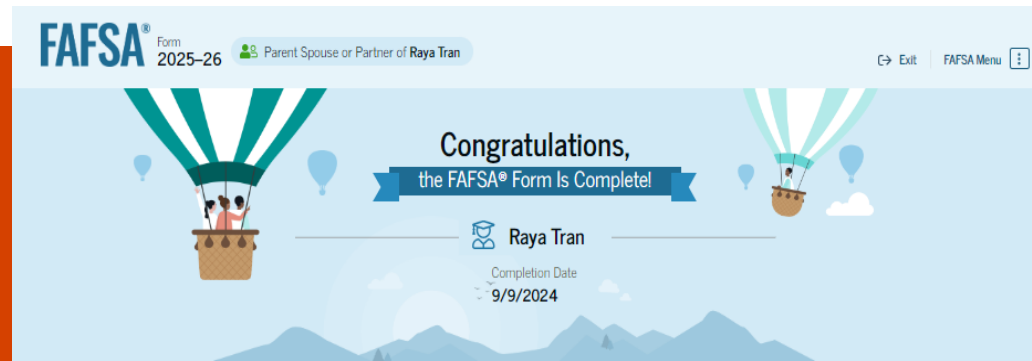 FAFSA® Form 2025–26 Parent Spouse or Partner of Raya Tran Exit FAFSA Menu
Congratulations,
the FAFSA® Form Is Complete!
Raya Tran
Completion Date
9/9/2024